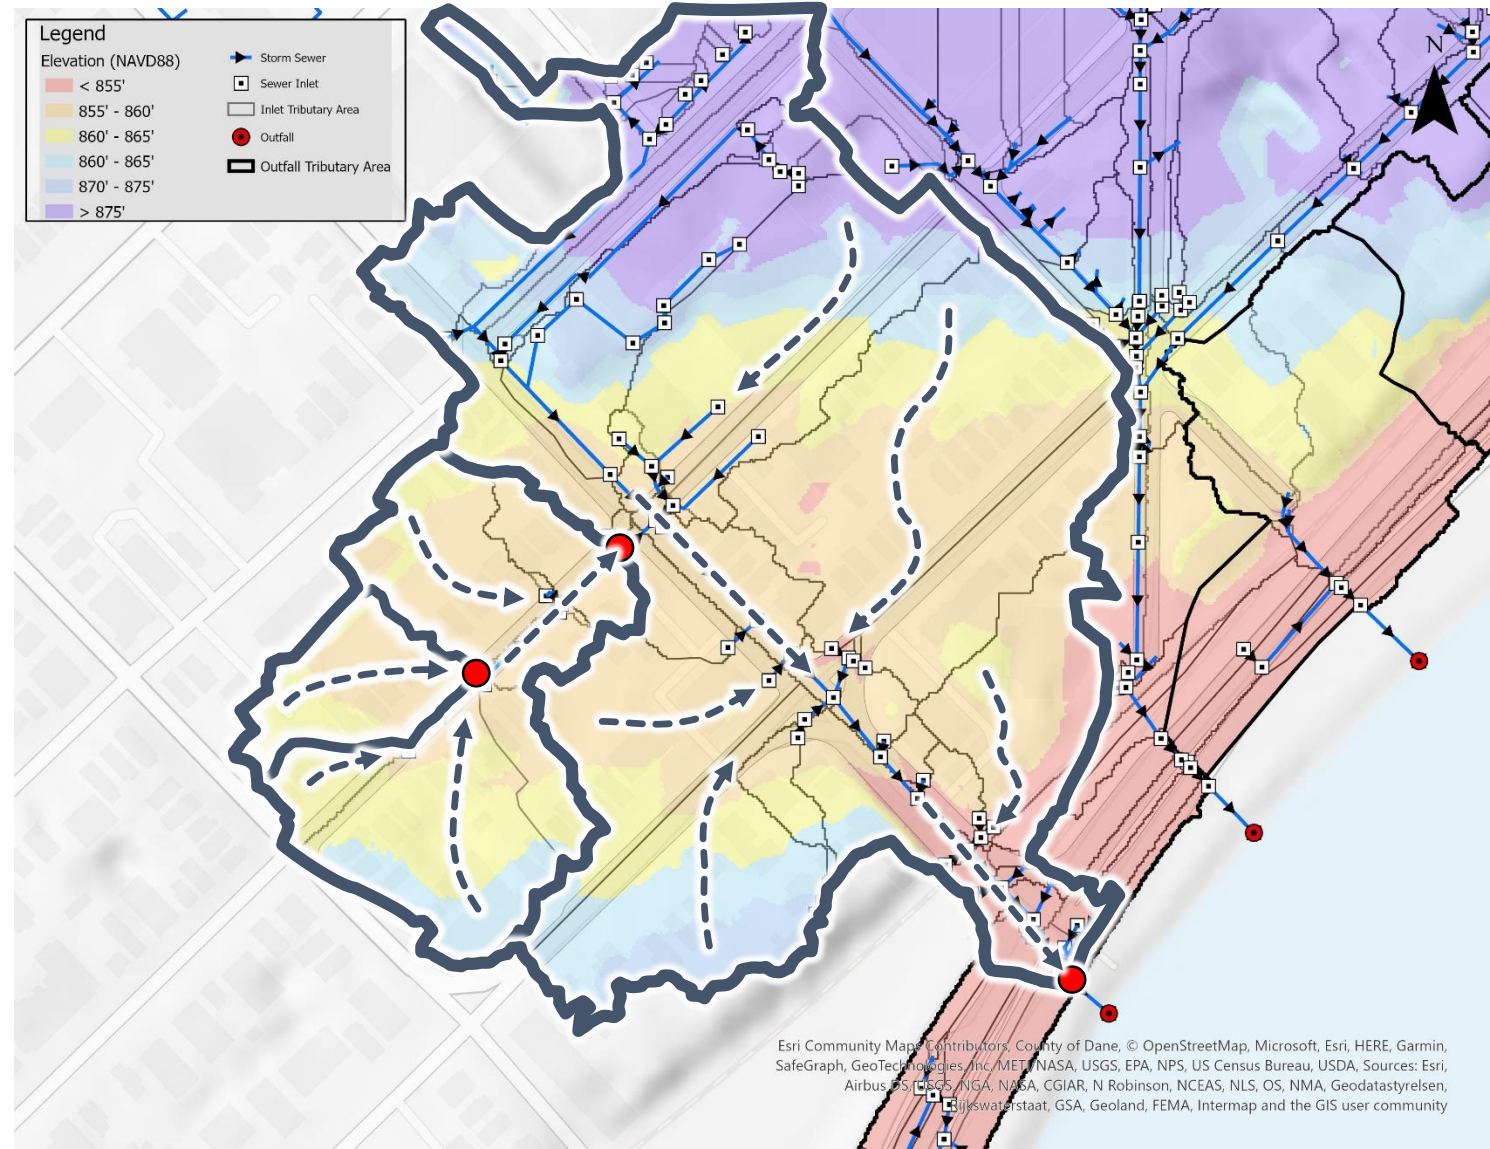 Legend
Elevation (NAVD88)
< 855'
855' - 860'
860' - 865'
860' - 865'
870' - 875'
> 875'
Storm Sewer
Sewer Inlet
Inlet Tributary Area
Outfall
Outfall Tributary Area
N
Esri Community Maps Contributors, County of Dane, © OpenStreetMap, Microsoft, Esri, HERE, Garmin,
SafeGraph, GeoTechnologies, Inc, METI/NASA, USGS, EPA, NPS, US Census Bureau, USDA, Sources: Esri,
Airbus DS, USGS, NGA, NASA, CGIAR, N Robinson, NCEAS, NLS, OS, NMA, Geodatastyrelsen,
Rijkswaterstaat, GSA, Geoland, FEMA, Intermap and the GIS user community